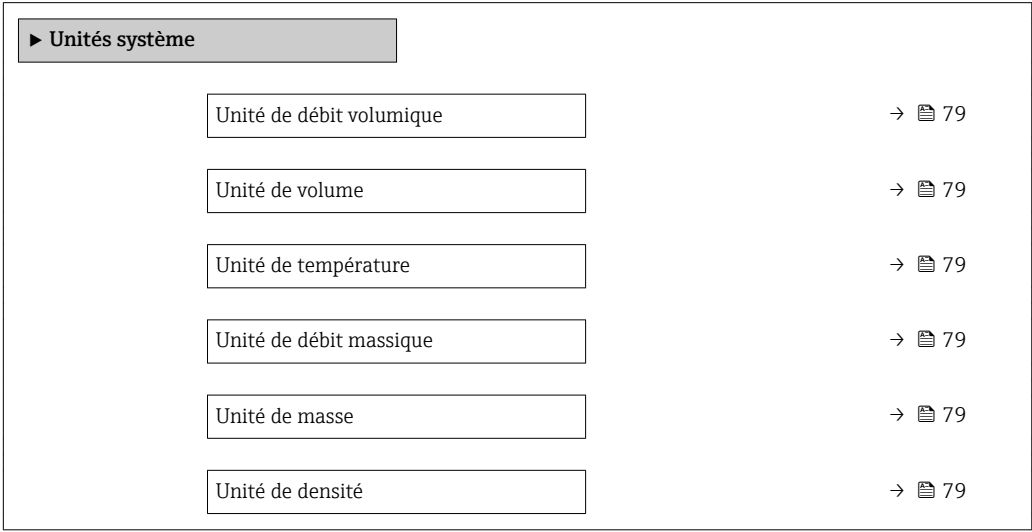 ▶ Unités système
Unité de débit volumique → 79
Unité de volume → 79
Unité de température → 79
Unité de débit massique → 79
Unité de masse → 79
Unité de densité → 79